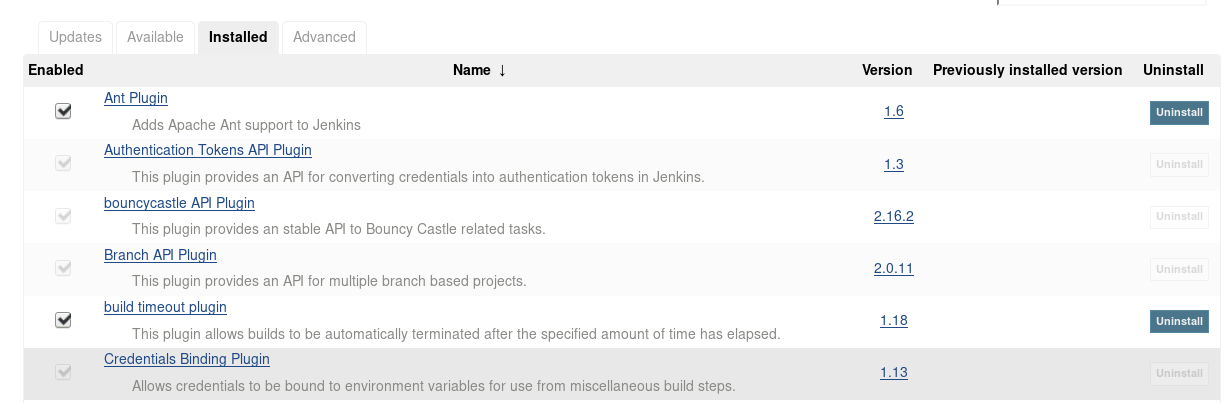 Updates Available Installed Advanced
Enabled Name ↓ Version Previously installed version Uninstall
Ant Plugin
1.6 Uninstall
Adds Apache Ant support to Jenkins
Authentication Tokens API Plugin
1.3 Uninstall
This plugin provides an API for converting credentials into authentication tokens in Jenkins.
bouncycastle API Plugin
2.16.2 Uninstall
This plugin provides an stable API to Bouncy Castle related tasks.
Branch API Plugin
2.0.11 Uninstall
This plugin provides an API for multiple branch based projects.
build timeout plugin
1.18 Uninstall
This plugin allows builds to be automatically terminated after the specified amount of time has elapsed.
Credentials Binding Plugin
1.13 Uninstall
Allows credentials to be bound to environment variables for use from miscellaneous build steps.